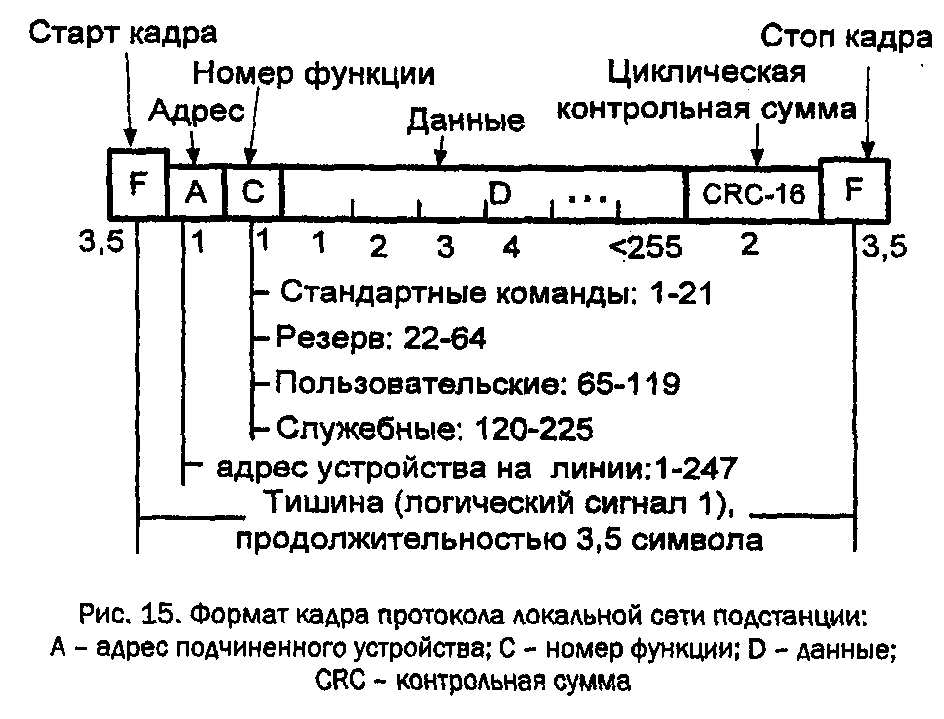 Старт кадра
Стоп кадра
Номер функции
Циклическая
контрольная сумма
Адрес
Данные
F A C D ... CRC-16 F
3,5 1 1 1 2 3 4 <255 2 3,5
Стандартные команды: 1-21
Резерв: 22-64
Пользовательские: 65-119
Служебные: 120-225
адрес устройства на линии:1-247
Тишина (логический сигнал 1),
продолжительностью 3,5 символа
Рис. 15. Формат кадра протокола локальной сети подстанции:
А – адрес подчиненного устройства; С – номер функции; D – данные;
CRC – контрольная сумма